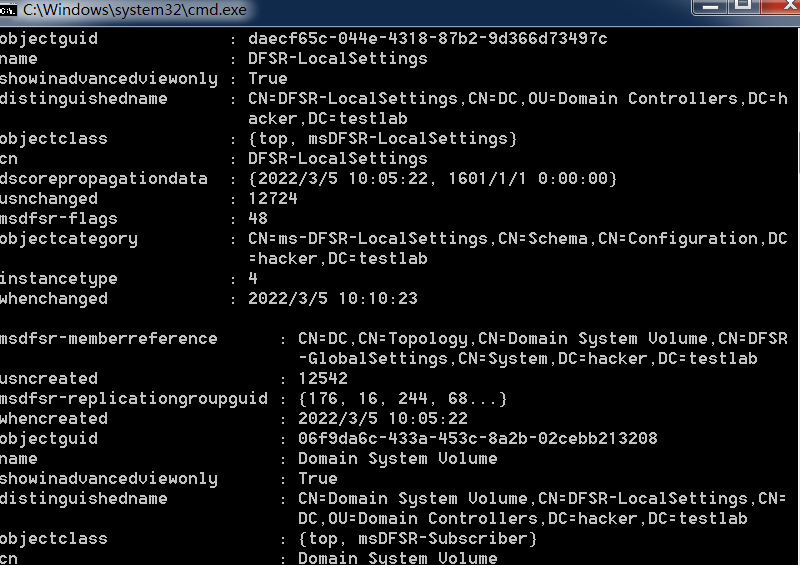 C:\Windows\system32\cmd.exe
objectguid : daecf65c-044e-4318-87b2-9d366d73497c
name : DFSR-LocalSettings
showinadvancedviewonly : True
distinguishedname : CN=DFSR-LocalSettings,CN=DC,OU=Domain Controllers,DC=h
acker,DC=testlab
objectclass : {top, msDFSR-LocalSettings}
cn : DFSR-LocalSettings
dscorepropagationdata : {2022/3/5 10:05:22, 1601/1/1 0:00:00}
usnchanged : 12724
msdfsr-flags : 48
objectcategory : CN=ms-DFSR-LocalSettings,CN=Schema,CN=Configuration,DC
=hacker,DC=testlab
instancetype : 4
whenchanged : 2022/3/5 10:10:23
msdfsr-memberreference : CN=DC,CN=Topology,CN=Domain System Volume,CN=DFSR
-GlobalSettings,CN=System,DC=hacker,DC=testlab
usncreated : 12542
msdfsr-replicationgroupguid : {176, 16, 244, 68...}
whencreated : 2022/3/5 10:05:22
objectguid : 06f9da6c-433a-453c-8a2b-02cebb213208
name : Domain System Volume
showinadvancedviewonly : True
distinguishedname : CN=Domain System Volume,CN=DFSR-LocalSettings,CN=
DC,OU=Domain Controllers,DC=hacker,DC=testlab
objectclass : {top, msDFSR-Subscriber}
cn : Domain System Volume